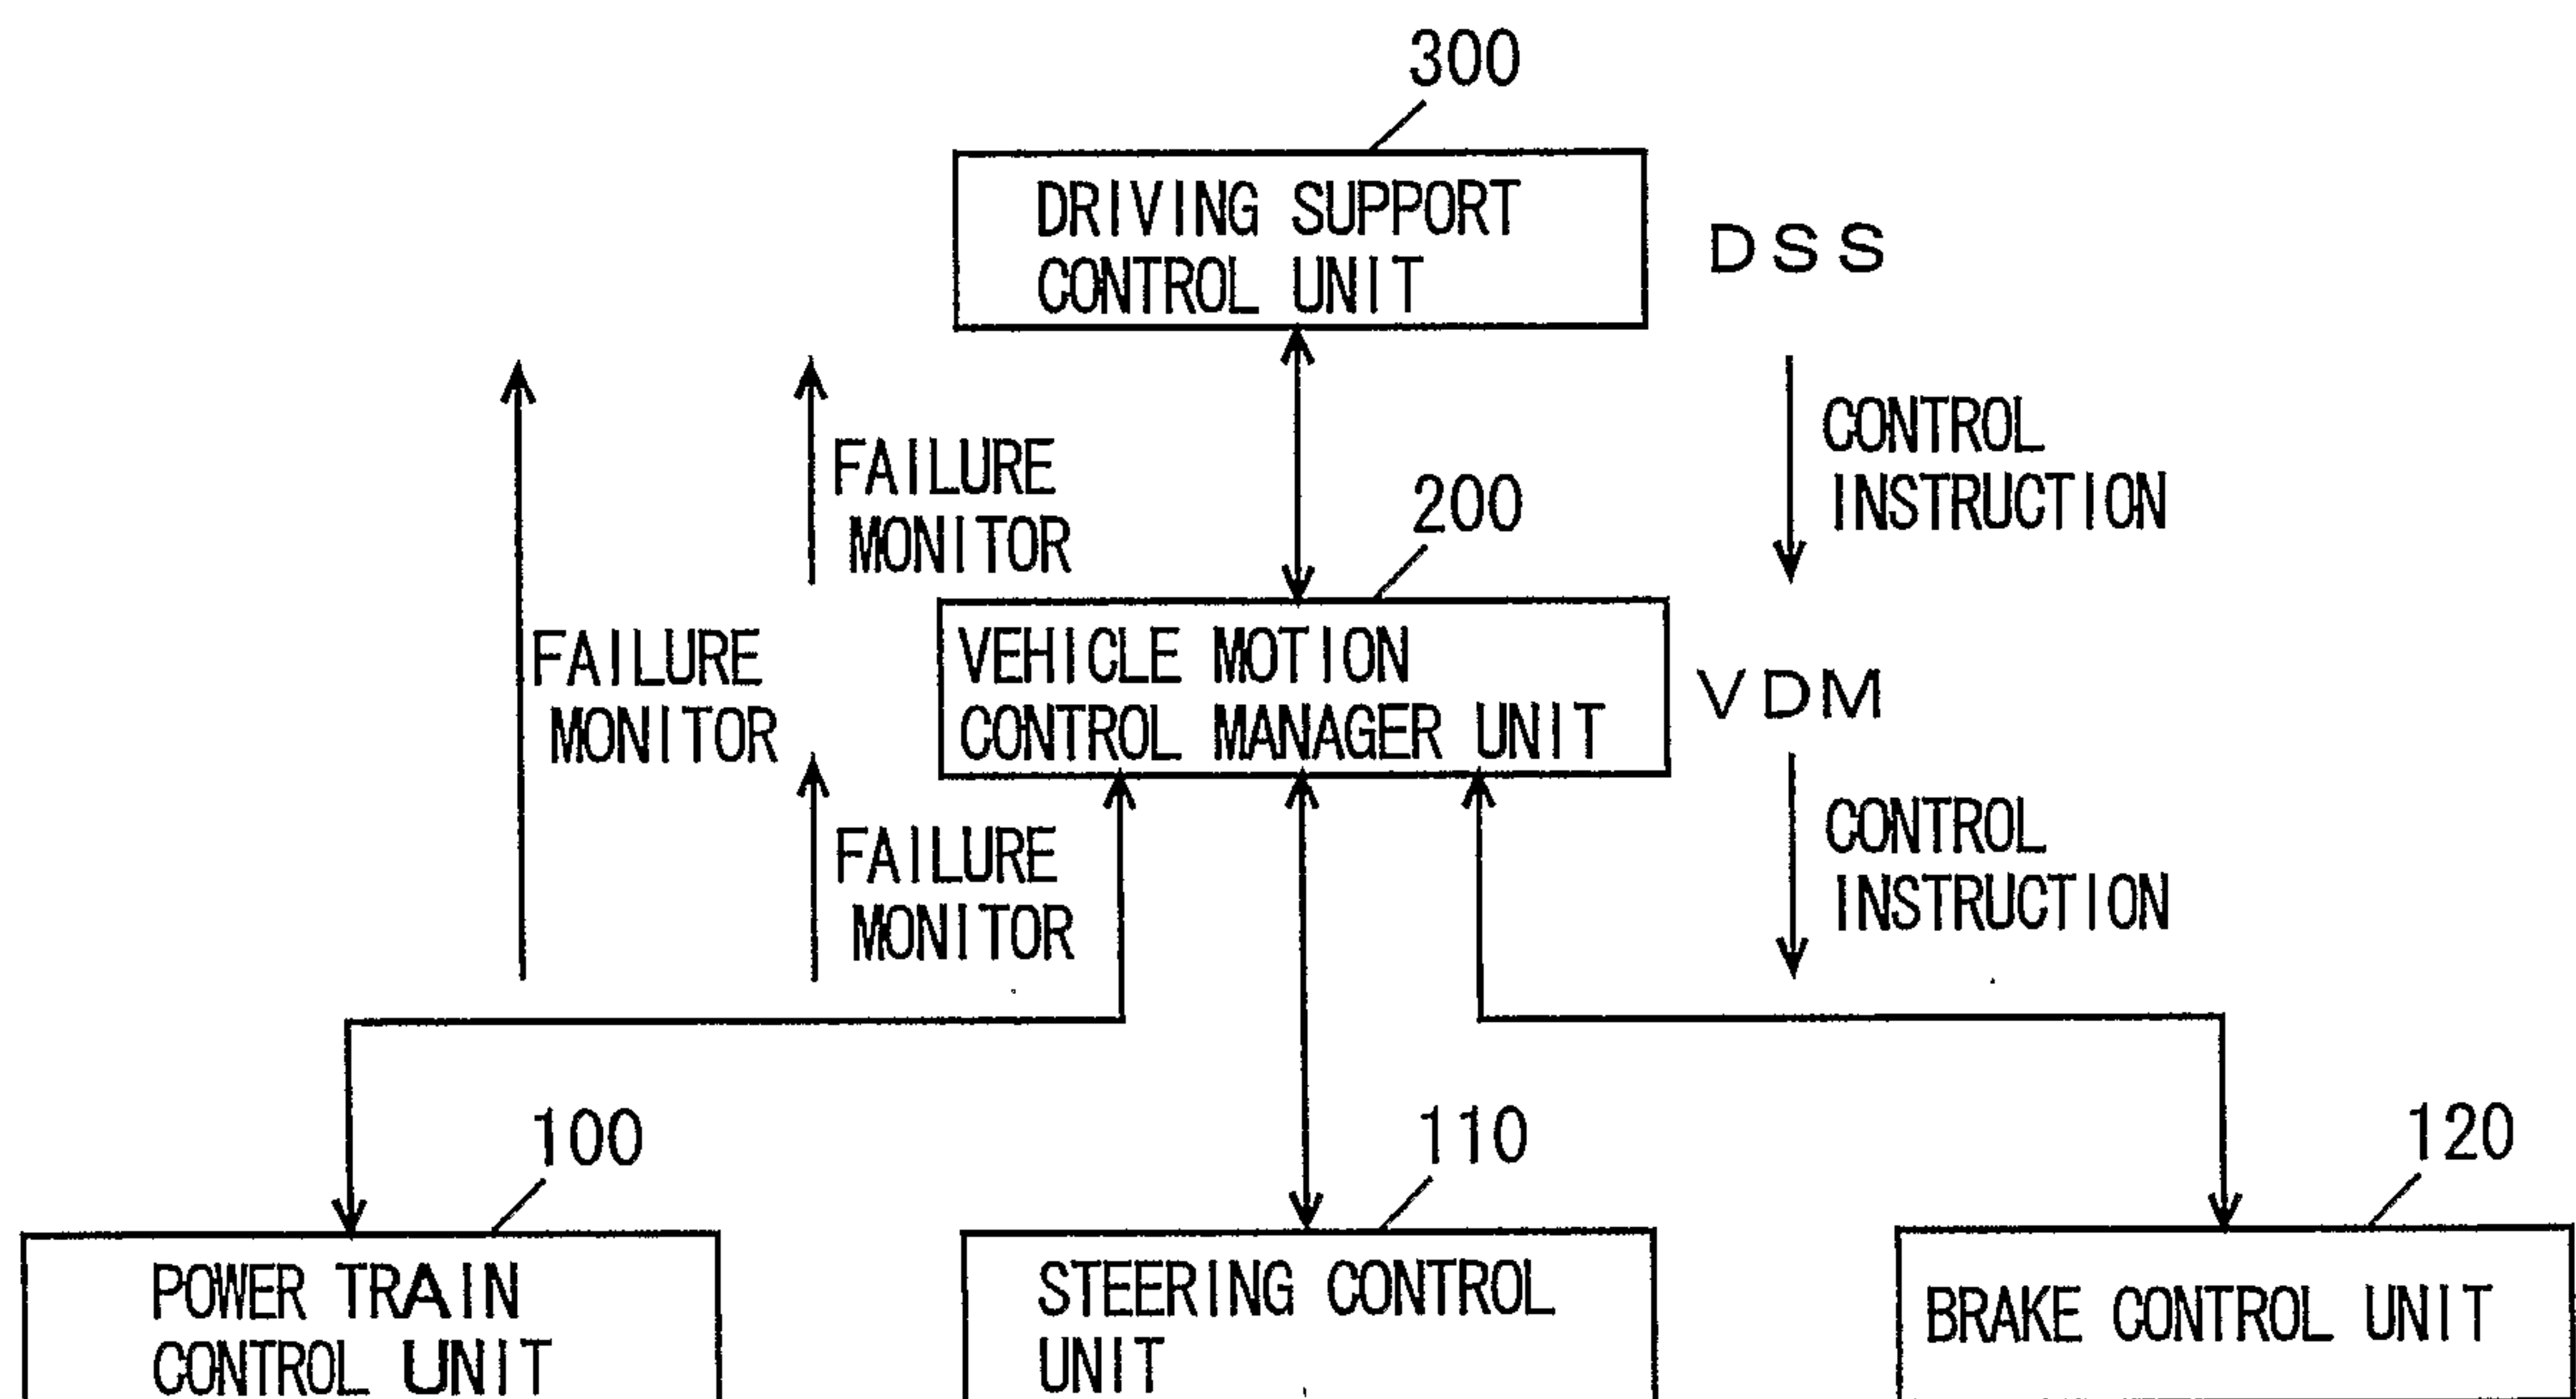 300
DRIVING SUPPORT
CONTROL UNIT
DSS
CONTROL
INSTRUCTION
FAILURE
MONITOR
200
VEHICLE MOTION
CONTROL MANAGER UNIT
VDM
FAILURE
MONITOR
FAILURE
MONITOR
CONTROL
INSTRUCTION
100
110
120
POWER TRAIN
CONTROL UNIT
STEERING CONTROL
UNIT
BRAKE CONTROL UNIT